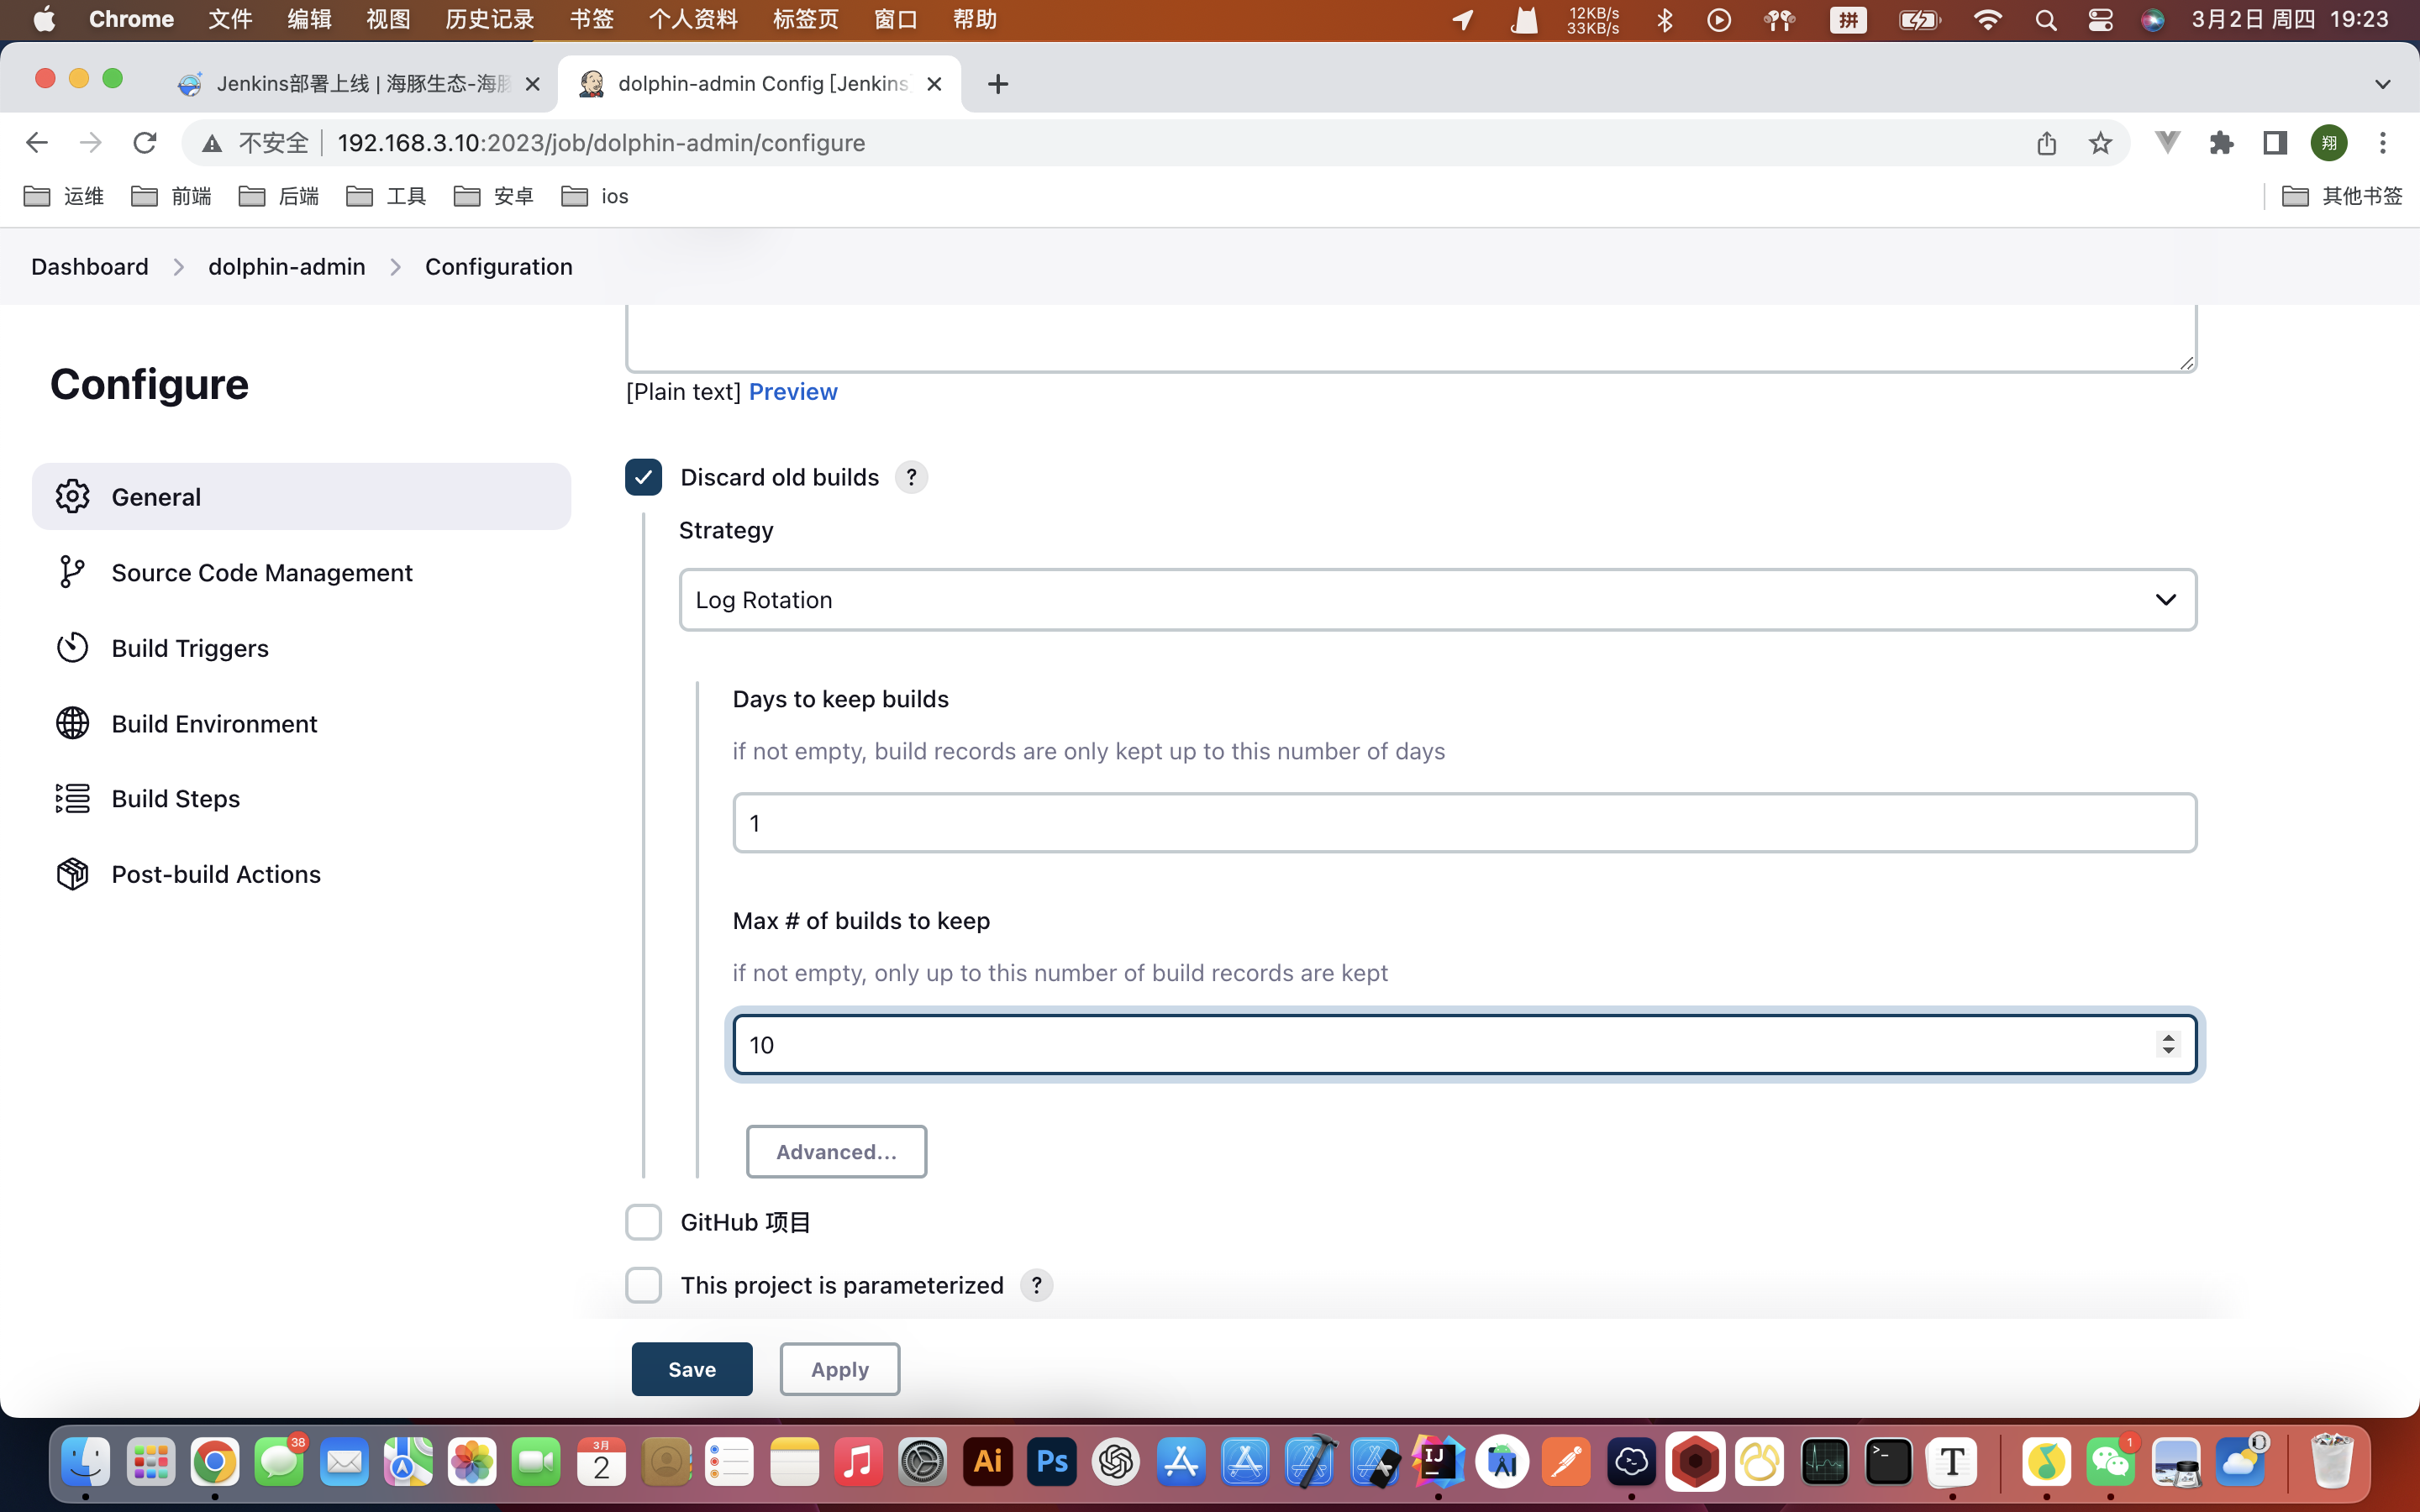 Chrome 文件 编辑 视图 历史记录 书签 个人资料 标签页 窗口 帮助 12KB/s 33KB/s 拼 3月2日 周四 19:23
Jenkins部署上线 | 海豚生态-海豚 dolphin-admin Config [Jenkins]
不安全 192.168.3.10:2023/job/dolphin-admin/configure 翔
运维 前端 后端 工具 安卓 ios 其他书签
Dashboard dolphin-admin Configuration
Configure
General
Source Code Management
Build Triggers
Build Environment
Build Steps
Post-build Actions
[Plain text] Preview
Discard old builds ?
Strategy
Log Rotation
Days to keep builds
if not empty, build records are only kept up to this number of days
1
Max # of builds to keep
if not empty, only up to this number of build records are kept
10
Advanced...
GitHub 项目
This project is parameterized ?
Save Apply
38 3月 2 Ai Ps IJ >_ T 1